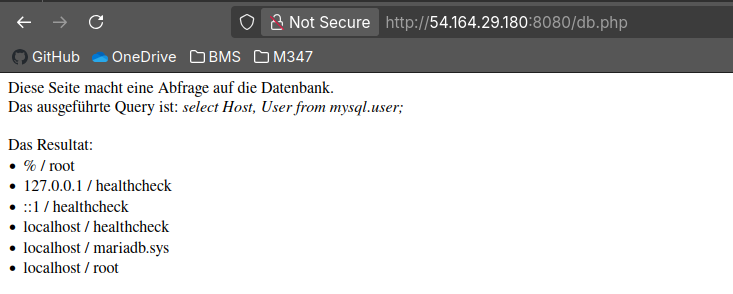 Not Secure http://54.164.29.180:8080/db.php
GitHub OneDrive BMS M347
Diese Seite macht eine Abfrage auf die Datenbank.
Das ausgeführte Query ist: select Host, User from mysql.user;
Das Resultat:
• % / root
• 127.0.0.1 / healthcheck
• ::1 / healthcheck
• localhost / healthcheck
• localhost / mariadb.sys
• localhost / root